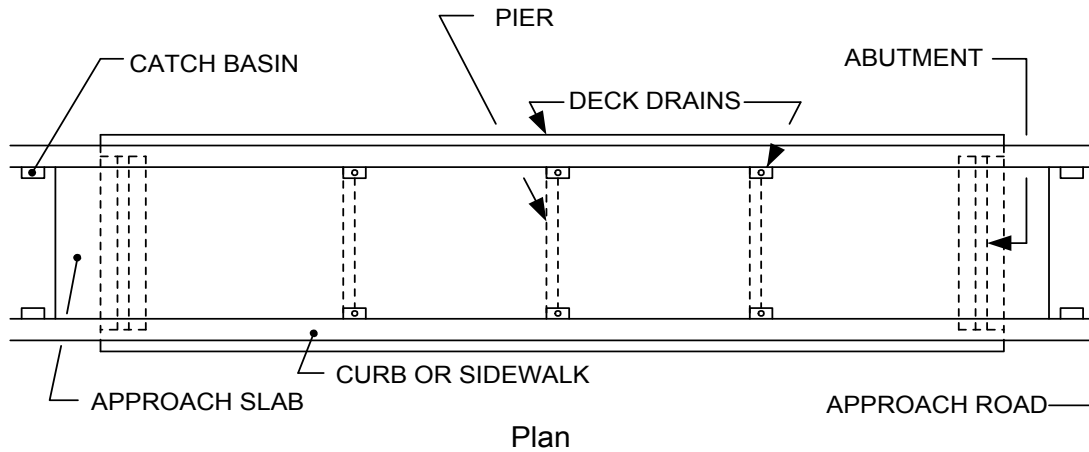 PIER
CATCH BASIN
ABUTMENT
DECK DRAINS
CURB OR SIDEWALK
APPROACH SLAB
APPROACH ROAD
Plan